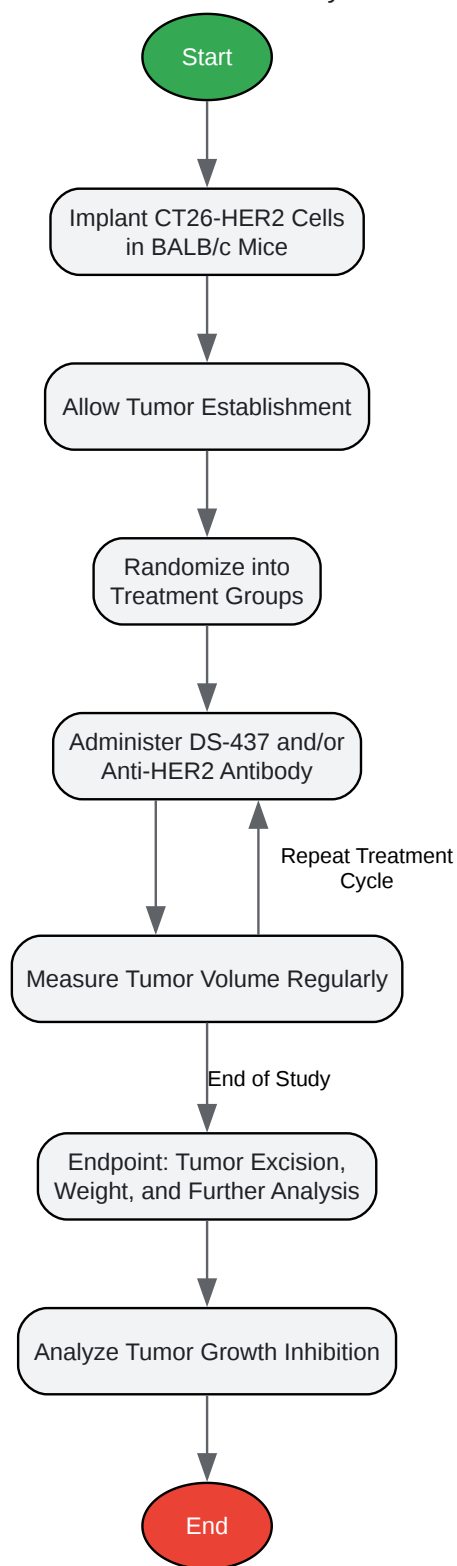 Start
Implant CT26-HER2 Cells
in BALB/c Mice
Allow Tumor Establishment
Randomize into
Treatment Groups
Administer DS-437 and/or
Anti-HER2 Antibody
Repeat Treatment
Cycle
Measure Tumor Volume Regularly
End of Study
Endpoint: Tumor Excision,
Weight, and Further Analysis
Analyze Tumor Growth Inhibition
End